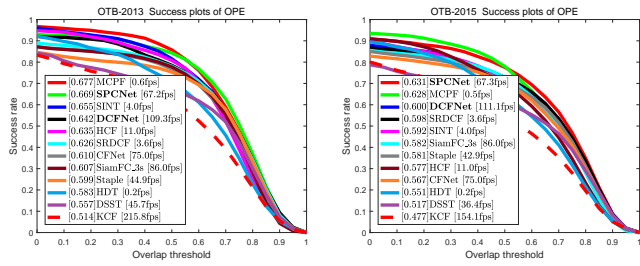 OTB-2013 Success plots of OPE
Success rate
1
0.9
0.8
0.7
0.6
0.5
0.4
0.3
0.2
0.1
0
0.677 MCPF [0.6fps]
0.669 SPCNet [67.2fps]
0.655 SINT [4.0fps]
0.642 DCFNet [109.3fps]
0.635 HCF [11.0fps]
0.626 SRDCF [3.6fps]
0.610 CFNet [75.0fps]
0.607 SiamFC_3s [86.0fps]
0.599 Staple [44.9fps]
0.583 HDT [0.2fps]
0.557 DSST [45.7fps]
0.514 KCF [215.8fps]
0 0.1 0.2 0.3 0.4 0.5 0.6 0.7 0.8 0.9 1
Overlap threshold
OTB-2015 Success plots of OPE
Success rate
1
0.9
0.8
0.7
0.6
0.5
0.4
0.3
0.2
0.1
0
0.631 SPCNet [67.3fps]
0.628 MCPF [0.5fps]
0.600 DCFNet [111.1fps]
0.598 SRDCF [3.6fps]
0.592 SINT [4.0fps]
0.582 SiamFC_3s [86.0fps]
0.581 Staple [42.9fps]
0.577 HCF [11.0fps]
0.567 CFNet [75.0fps]
0.551 HDT [0.2fps]
0.517 DSST [36.4fps]
0.477 KCF [154.1fps]
0 0.1 0.2 0.3 0.4 0.5 0.6 0.7 0.8 0.9 1
Overlap threshold